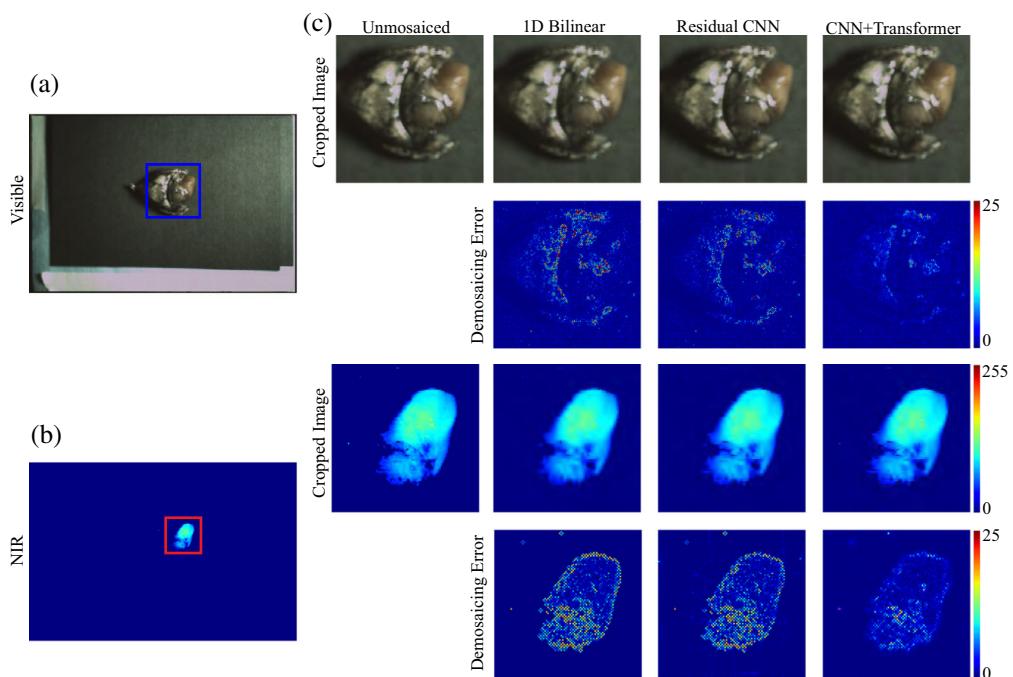 (c)
Unmosaiced
1D Bilinear
Residual CNN
CNN+Transformer
(a)
Visible
Cropped Image
Demosaicing Error
25
0
(b)
NIR
Cropped Image
255
0
Demosaicing Error
25
0